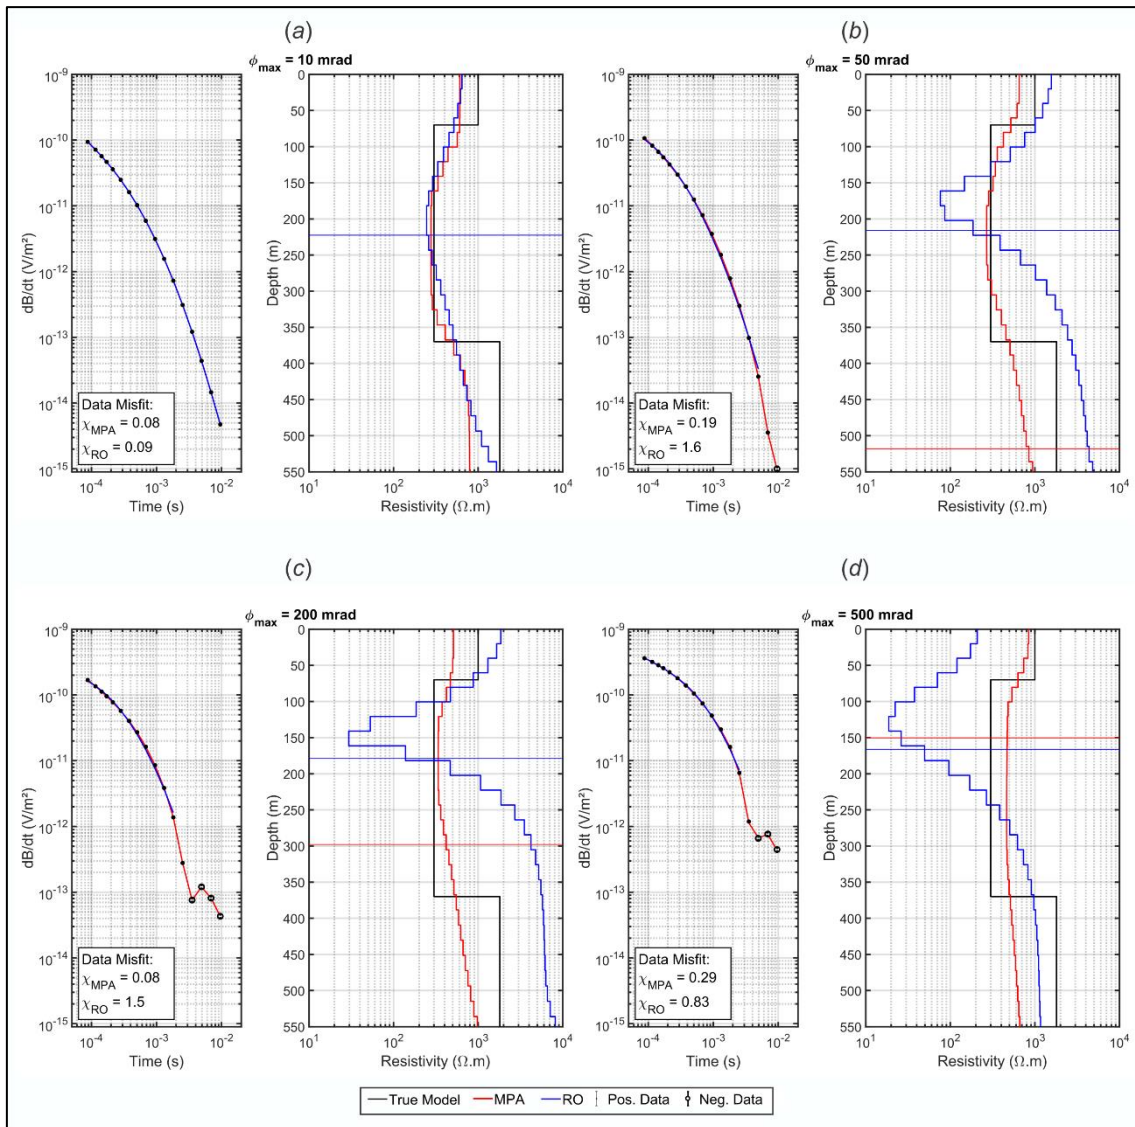 (a)
ϕmax = 10 mrad
10⁻⁹
10⁻¹⁰
10⁻¹¹
10⁻¹²
10⁻¹³
10⁻¹⁴
10⁻¹⁵
dB/dt (V/m²)
Data Misfit:
χMPA = 0.08
χRO = 0.09
10⁻⁴ 10⁻³ 10⁻²
Time (s)
0
50
100
150
200
250
300
350
400
450
500
550
Depth (m)
10¹ 10² 10³ 10⁴
Resistivity (Ω.m)
(b)
ϕmax = 50 mrad
10⁻⁹
10⁻¹⁰
10⁻¹¹
10⁻¹²
10⁻¹³
10⁻¹⁴
10⁻¹⁵
dB/dt (V/m²)
Data Misfit:
χMPA = 0.19
χRO = 1.6
10⁻⁴ 10⁻³ 10⁻²
Time (s)
0
50
100
150
200
250
300
350
400
450
500
550
Depth (m)
10¹ 10² 10³ 10⁴
Resistivity (Ω.m)
(c)
ϕmax = 200 mrad
10⁻⁹
10⁻¹⁰
10⁻¹¹
10⁻¹²
10⁻¹³
10⁻¹⁴
10⁻¹⁵
dB/dt (V/m²)
Data Misfit:
χMPA = 0.08
χRO = 1.5
10⁻⁴ 10⁻³ 10⁻²
Time (s)
0
50
100
150
200
250
300
350
400
450
500
550
Depth (m)
10¹ 10² 10³ 10⁴
Resistivity (Ω.m)
(d)
ϕmax = 500 mrad
10⁻⁹
10⁻¹⁰
10⁻¹¹
10⁻¹²
10⁻¹³
10⁻¹⁴
10⁻¹⁵
dB/dt (V/m²)
Data Misfit:
χMPA = 0.29
χRO = 0.83
10⁻⁴ 10⁻³ 10⁻²
Time (s)
0
50
100
150
200
250
300
350
400
450
500
550
Depth (m)
10¹ 10² 10³ 10⁴
Resistivity (Ω.m)
True Model MPA RO Pos. Data Neg. Data